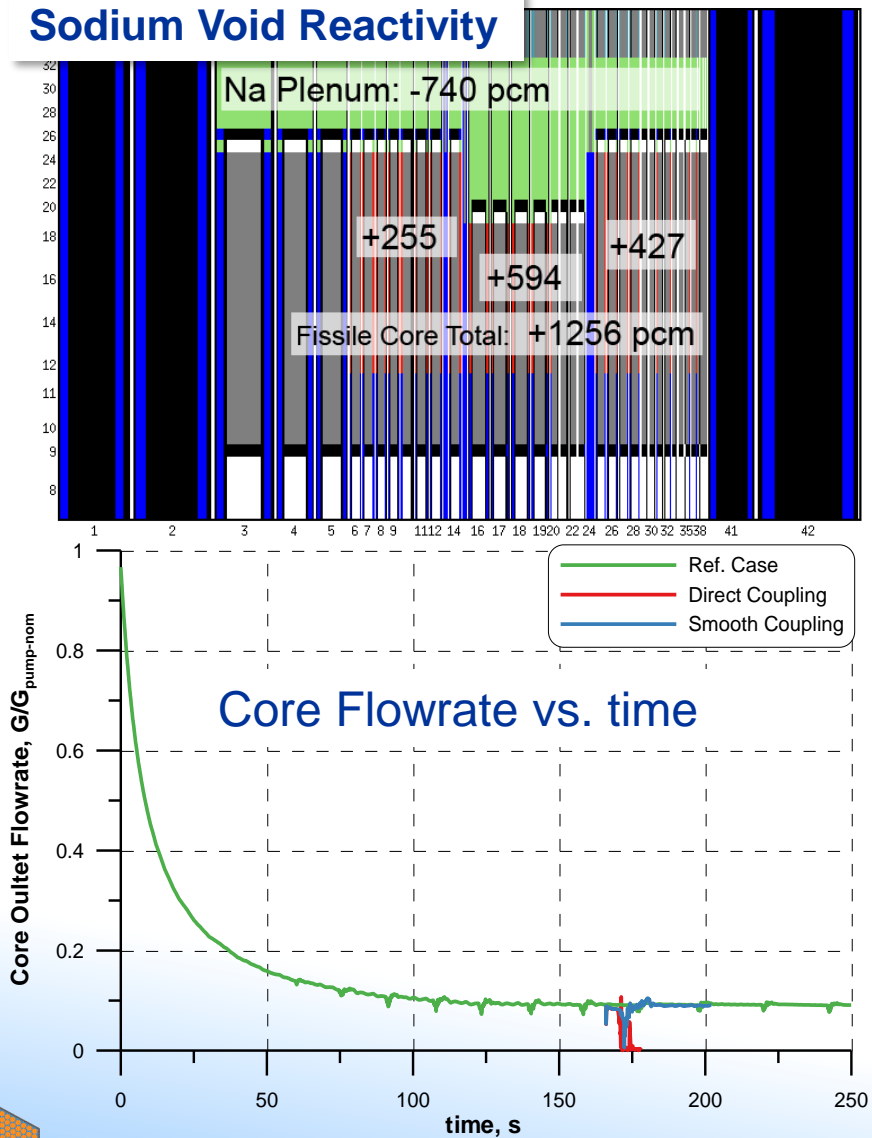 Sodium Void Reactivity
32
30
28
26
24
22
20
18
16
14
12
11
10
9
8
Na Plenum: -740 pcm
+255
+594
+427
Fissile Core Total: +1256 pcm
1 2 3 4 5 6 7 8 9 11 12 14 16 17 18 19 20 22 24 26 28 30 32 35 38 41 42
Ref. Case
Direct Coupling
Smooth Coupling
Core Flowrate vs. time
Core Oultet Flowrate, G/Gpump-nom
1
0.8
0.6
0.4
0.2
0
0 50 100 150 200 250
time, s